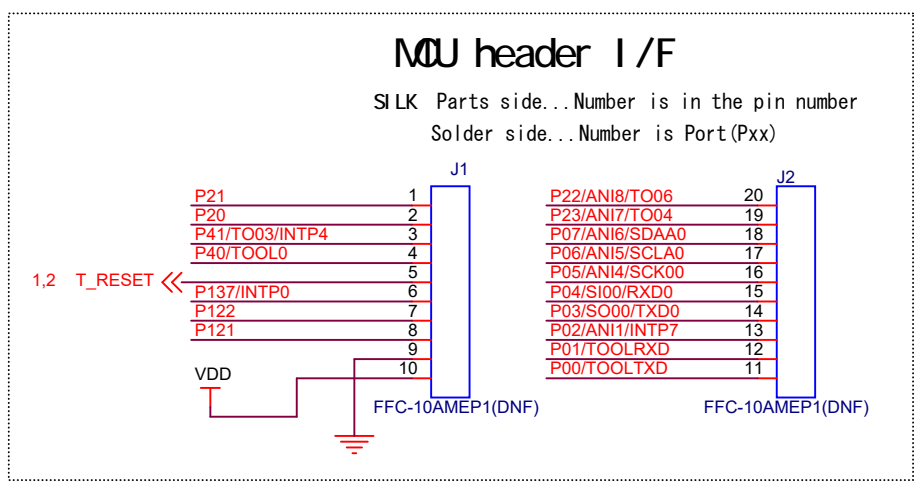 MCU header I/F
SILK Parts side...Number is in the pin number
Solder side...Number is Port(Pxx)
J1
P21 1
P20 2
P41/TO03/INTP4 3
P40/TOOL0 4
1,2 T_RESET 5
P137/INTP0 6
P122 7
P121 8
9
10
VDD
FFC-10AMEP1(DNF)
J2
P22/ANI8/TO06 20
P23/ANI7/TO04 19
P07/ANI6/SDAA0 18
P06/ANI5/SCLA0 17
P05/ANI4/SCK00 16
P04/SI00/RXD0 15
P03/SO00/TXD0 14
P02/ANI1/INTP7 13
P01/TOOLRXD 12
P00/TOOLTXD 11
FFC-10AMEP1(DNF)